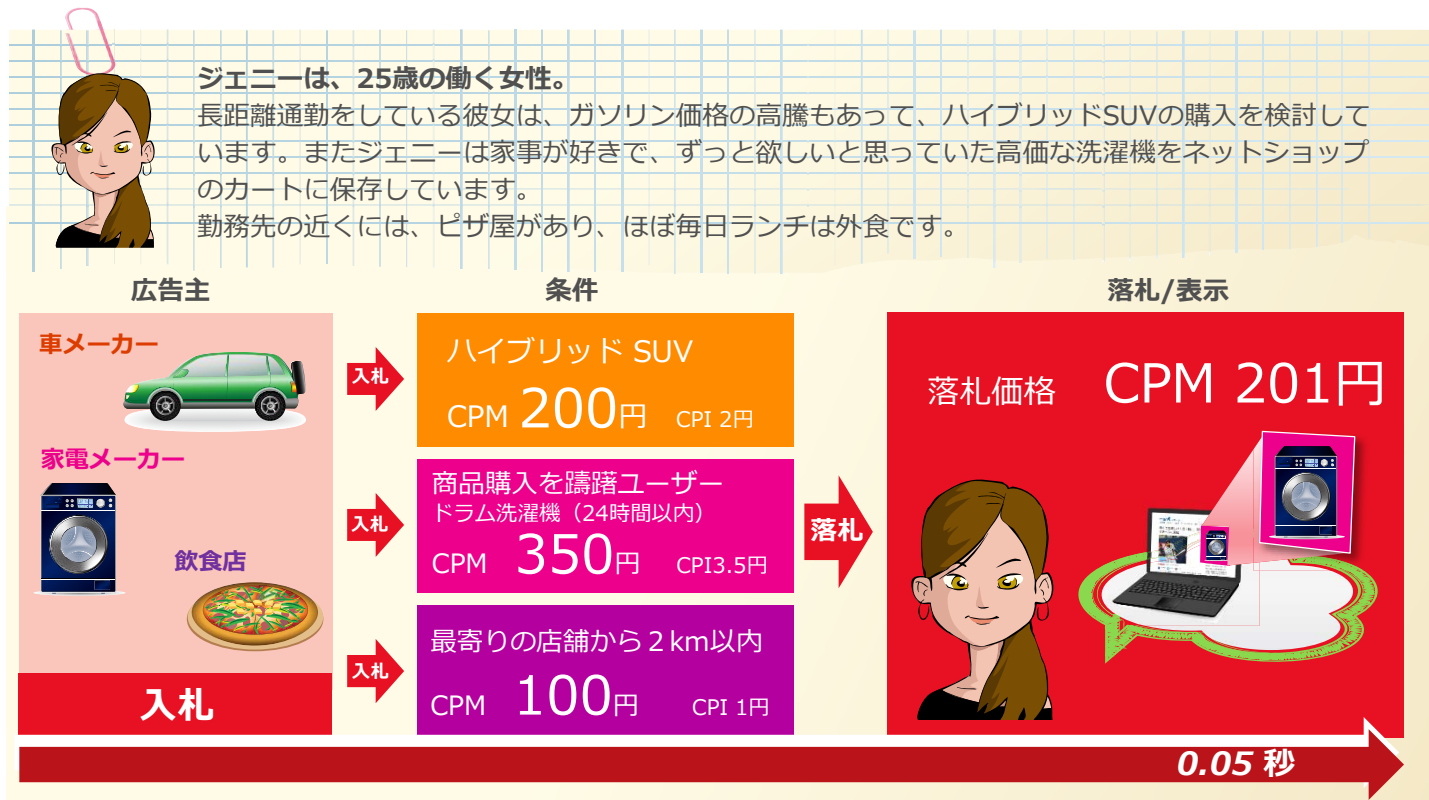 ジェニーは、25歳の働く女性。
長距離通勤をしている彼女は、ガソリン価格の高騰もあって、ハイブリッドSUVの購入を検討して
います。またジェニーは家事が好きで、ずっと欲しいと思っていた高価な洗濯機をネットショップ
のカートに保存しています。
勤務先の近くには、ピザ屋があり、ほぼ毎日ランチは外食です。
広告主
車メーカー
家電メーカー
飲食店
入札
入札
入札
入札
条件
ハイブリッド SUV
CPM 200円 CPI 2円
商品購入を躊躇ユーザー
ドラム洗濯機（24時間以内）
CPM 350円 CPI3.5円
最寄りの店舗から２km以内
CPM 100円 CPI 1円
落札
落札/表示
落札価格 CPM 201円
0.05 秒